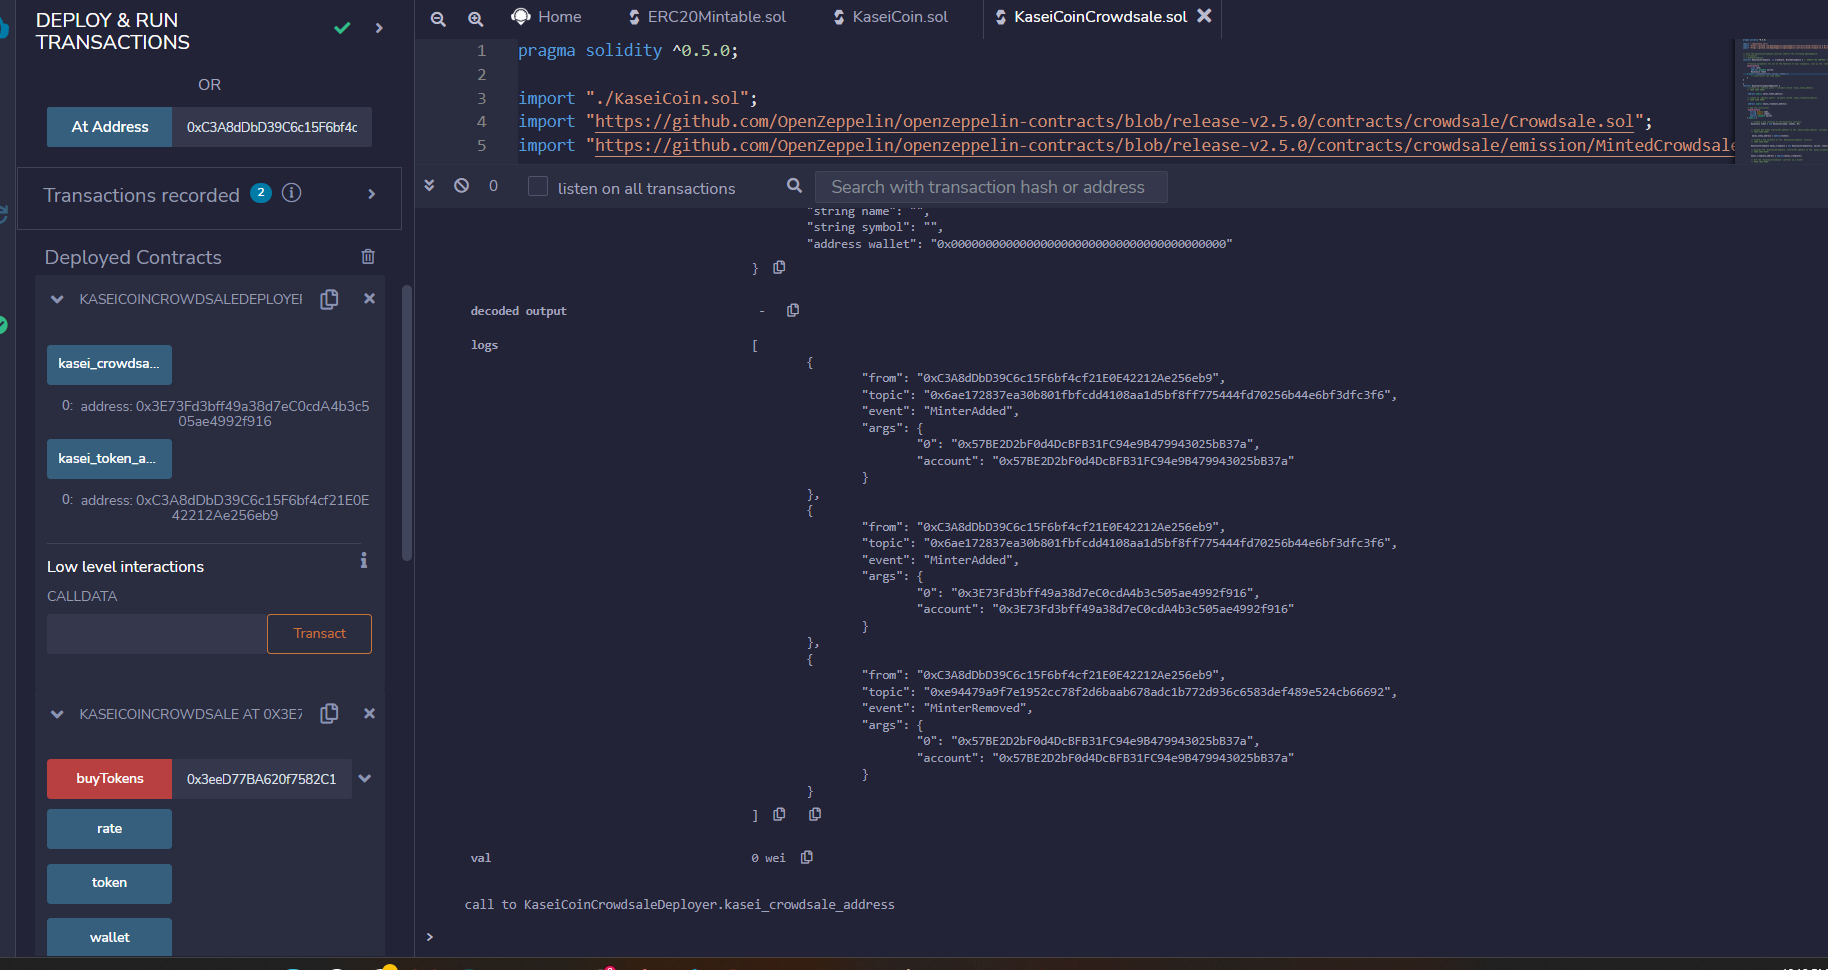 DEPLOY & RUN
TRANSACTIONS
OR
At Address 0xC3A8dDbD39C6c15F6bf4c
Transactions recorded 2
Deployed Contracts
KASEICOINCROWDSALEDEPLOYER
kasei_crowdsa...
0: address: 0x3E73Fd3bff49a38d7eC0cdA4b3c5
05ae4992f916
kasei_token_a...
0: address: 0xC3A8dDbD39C6c15F6bf4cf21E0E
42212Ae256eb9
Low level interactions
CALLDATA
Transact
KASEICOINCROWDSALE AT 0X3E7
buyTokens 0x3eeD77BA620f7582C1
rate
token
wallet
Home ERC20Mintable.sol KaseiCoin.sol KaseiCoinCrowdsale.sol
1 pragma solidity ^0.5.0;
2
3 import "./KaseiCoin.sol";
4 import "https://github.com/OpenZeppelin/openzeppelin-contracts/blob/release-v2.5.0/contracts/crowdsale/Crowdsale.sol";
5 import "https://github.com/OpenZeppelin/openzeppelin-contracts/blob/release-v2.5.0/contracts/crowdsale/emission/MintedCrowdsale
0 listen on all transactions Search with transaction hash or address
"string name": "",
"string symbol": "",
"address wallet": "0x0000000000000000000000000000000000000000"
}
decoded output -
logs [
{
"from": "0xC3A8dDbD39C6c15F6bf4cf21E0E42212Ae256eb9",
"topic": "0x6ae172837ea30b801fbfcdd4108aa1d5bf8ff775444fd70256b44e6bf3dfc3f6",
"event": "MinterAdded",
"args": {
"0": "0x57BE2D2bF0d4DcBFB31FC94e9B479943025bB37a",
"account": "0x57BE2D2bF0d4DcBFB31FC94e9B479943025bB37a"
}
},
{
"from": "0xC3A8dDbD39C6c15F6bf4cf21E0E42212Ae256eb9",
"topic": "0x6ae172837ea30b801fbfcdd4108aa1d5bf8ff775444fd70256b44e6bf3dfc3f6",
"event": "MinterAdded",
"args": {
"0": "0x3E73Fd3bff49a38d7eC0cdA4b3c505ae4992f916",
"account": "0x3E73Fd3bff49a38d7eC0cdA4b3c505ae4992f916"
}
},
{
"from": "0xC3A8dDbD39C6c15F6bf4cf21E0E42212Ae256eb9",
"topic": "0xe94479a9f7e1952cc78f2d6baab678adc1b772d936c6583def489e524cb66692",
"event": "MinterRemoved",
"args": {
"0": "0x57BE2D2bF0d4DcBFB31FC94e9B479943025bB37a",
"account": "0x57BE2D2bF0d4DcBFB31FC94e9B479943025bB37a"
}
}
]
val 0 wei
call to KaseiCoinCrowdsaleDeployer.kasei_crowdsale_address
>